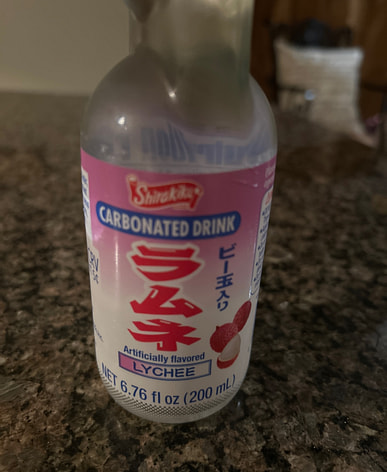 Shirakiku
CARBONATED DRINK
ラムネ
ビー玉入り
Artificially flavored
LYCHEE
NET 6.76 fl oz (200 mL)